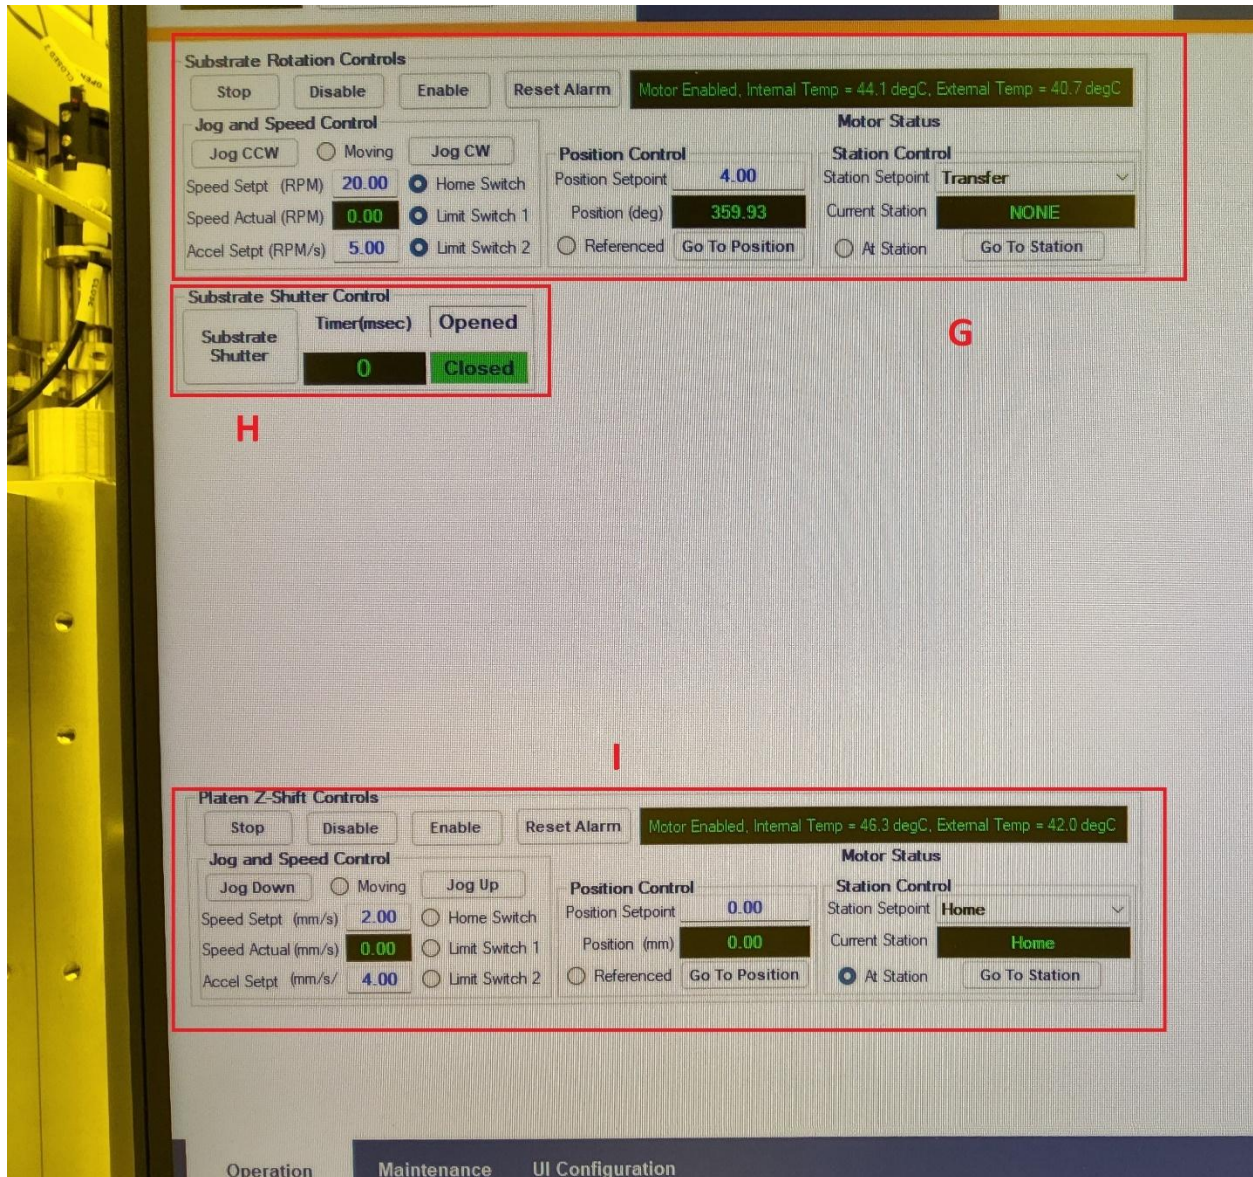 CLOSED 2
OPEN
CLOSE
Substrate Rotation Controls
Stop Disable Enable Reset Alarm Motor Enabled, Internal Temp = 44.1 degC, External Temp = 40.7 degC
Jog and Speed Control Motor Status
Jog CCW Moving Jog CW Position Control Station Control
Speed Setpt (RPM) 20.00 Home Switch Position Setpoint 4.00 Station Setpoint Transfer
Speed Actual (RPM) 0.00 Limit Switch 1 Position (deg) 359.93 Current Station NONE
Accel Setpt (RPM/s) 5.00 Limit Switch 2 Referenced Go To Position At Station Go To Station
Substrate Shutter Control
Substrate Shutter Timer(msec) Opened
0 Closed
G
H
I
Platen Z-Shift Controls
Stop Disable Enable Reset Alarm Motor Enabled, Internal Temp = 46.3 degC, External Temp = 42.0 degC
Jog and Speed Control Motor Status
Jog Down Moving Jog Up Position Control Station Control
Speed Setpt (mm/s) 2.00 Home Switch Position Setpoint 0.00 Station Setpoint Home
Speed Actual (mm/s) 0.00 Limit Switch 1 Position (mm) 0.00 Current Station Home
Accel Setpt (mm/s/ 4.00 Limit Switch 2 Referenced Go To Position At Station Go To Station
Operation Maintenance UI Configuration